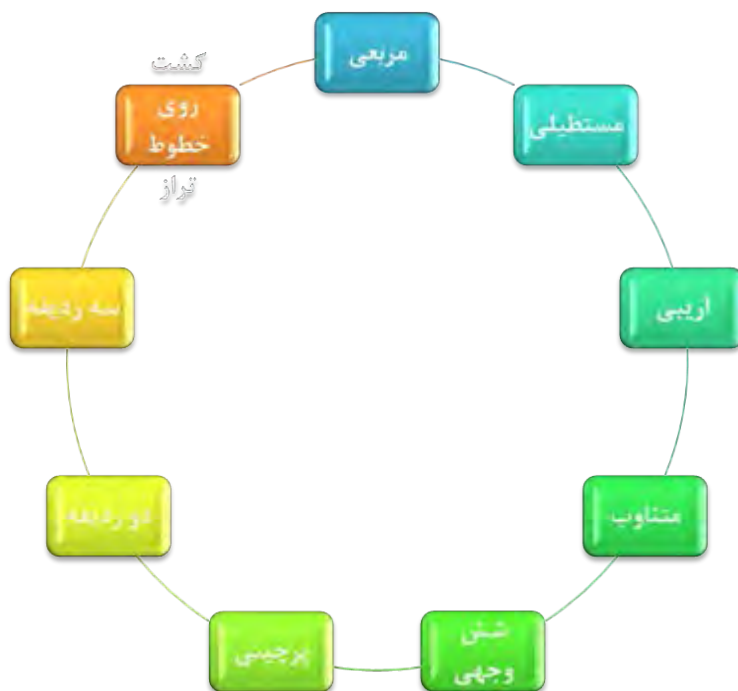 مربعی
مستطیلی
اریبی
متناوب
شش
وجهی
پرچینی
دو ردیفه
سه ردیفه
کشت
روی
خطوط
تراز